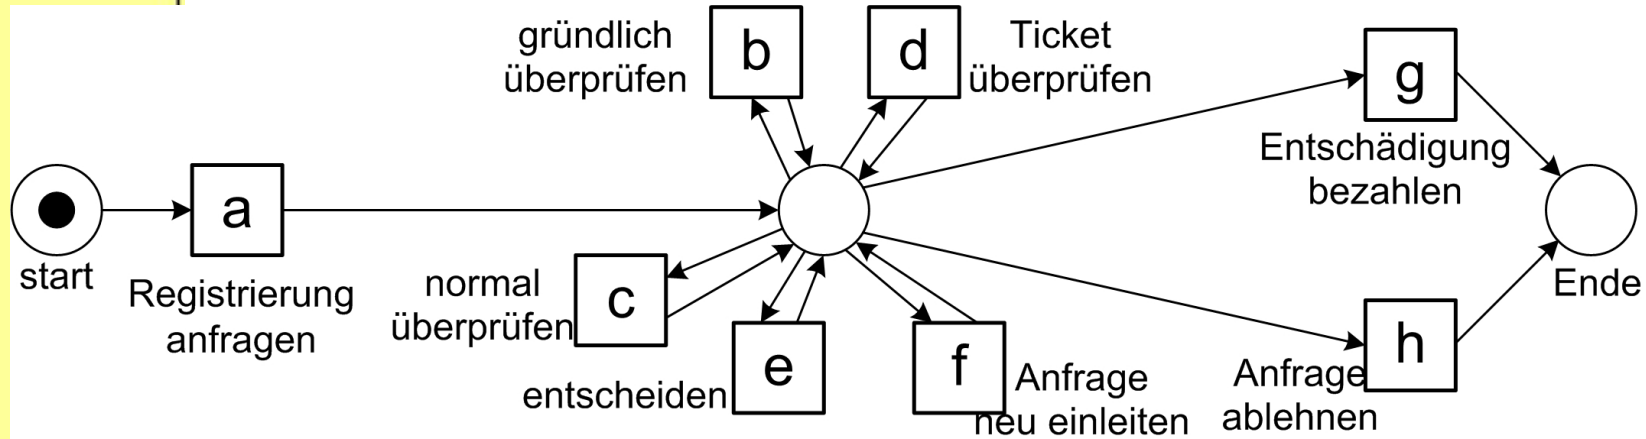 gründlich
überprüfen
b
d
Ticket
überprüfen
g
Entschädigung
bezahlen
start
a
Registrierung
anfragen
normal
überprüfen
c
entscheiden
e
f
Anfrage
neu einleiten
Anfrage
ablehnen
h
Ende